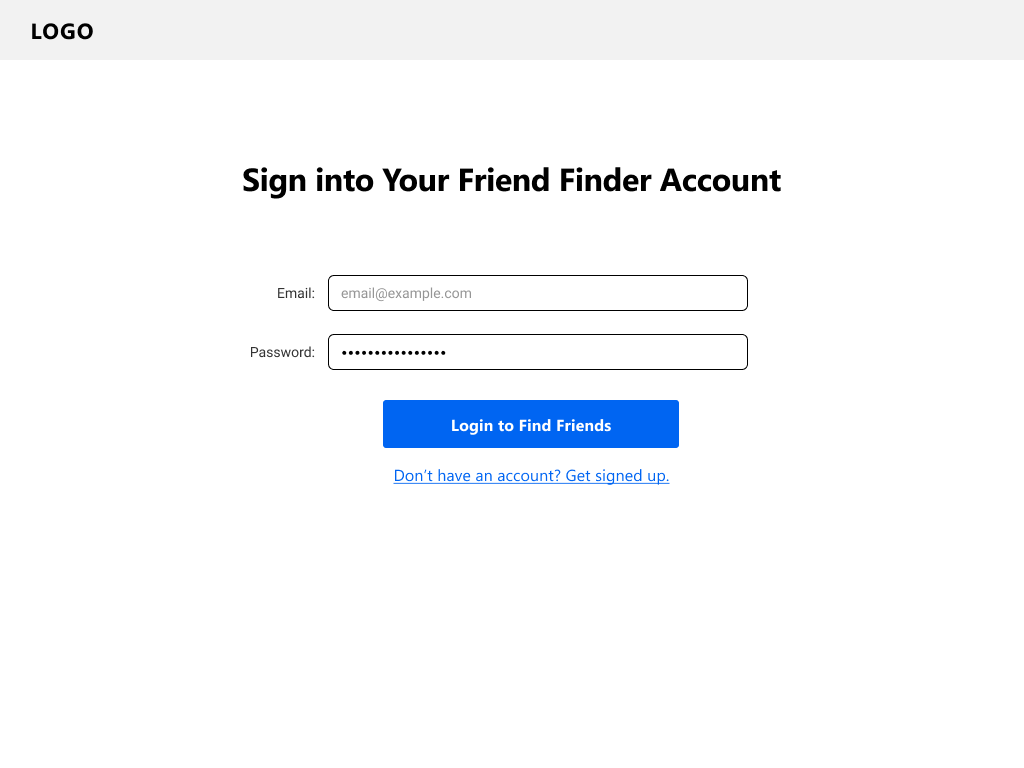 LOGO
Sign into Your Friend Finder Account
Email:
email@example.com
Password:
••••••••••••••••
Login to Find Friends
Don’t have an account? Get signed up.